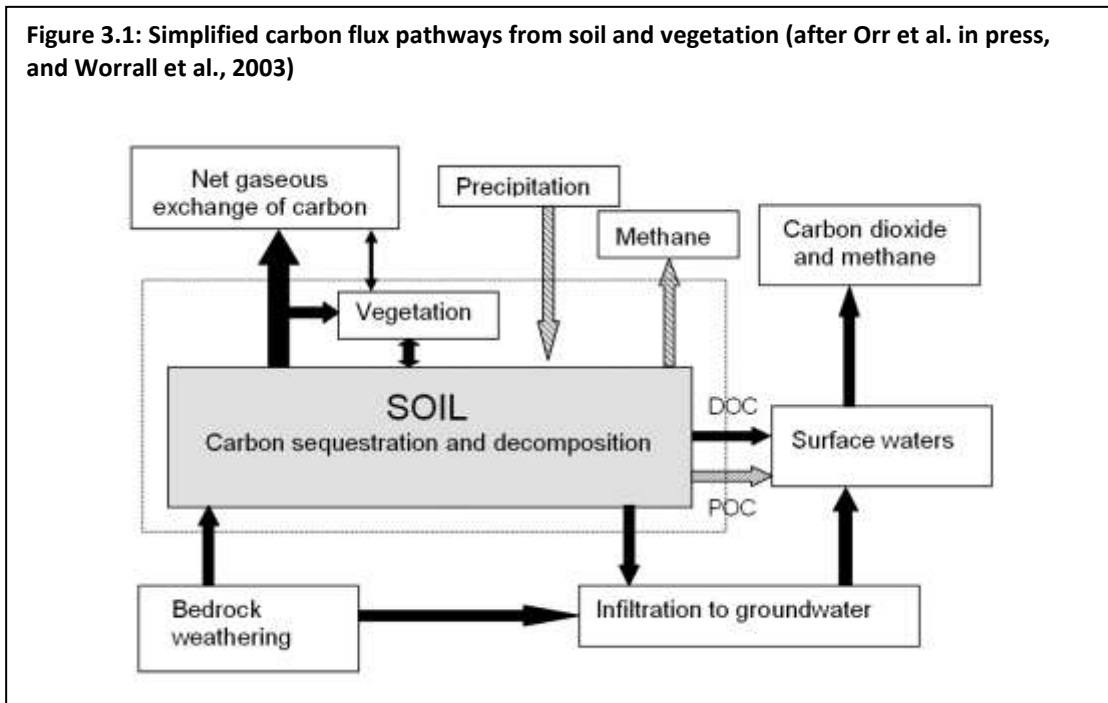 Figure 3.1: Simplified carbon flux pathways from soil and vegetation (after Orr et al. in press,
and Worrall et al., 2003)
Net gaseous
exchange of carbon
Precipitation
Methane
Carbon dioxide
and methane
Vegetation
SOIL
Carbon sequestration and decomposition
DOC
POC
Surface waters
Bedrock
weathering
Infiltration to groundwater